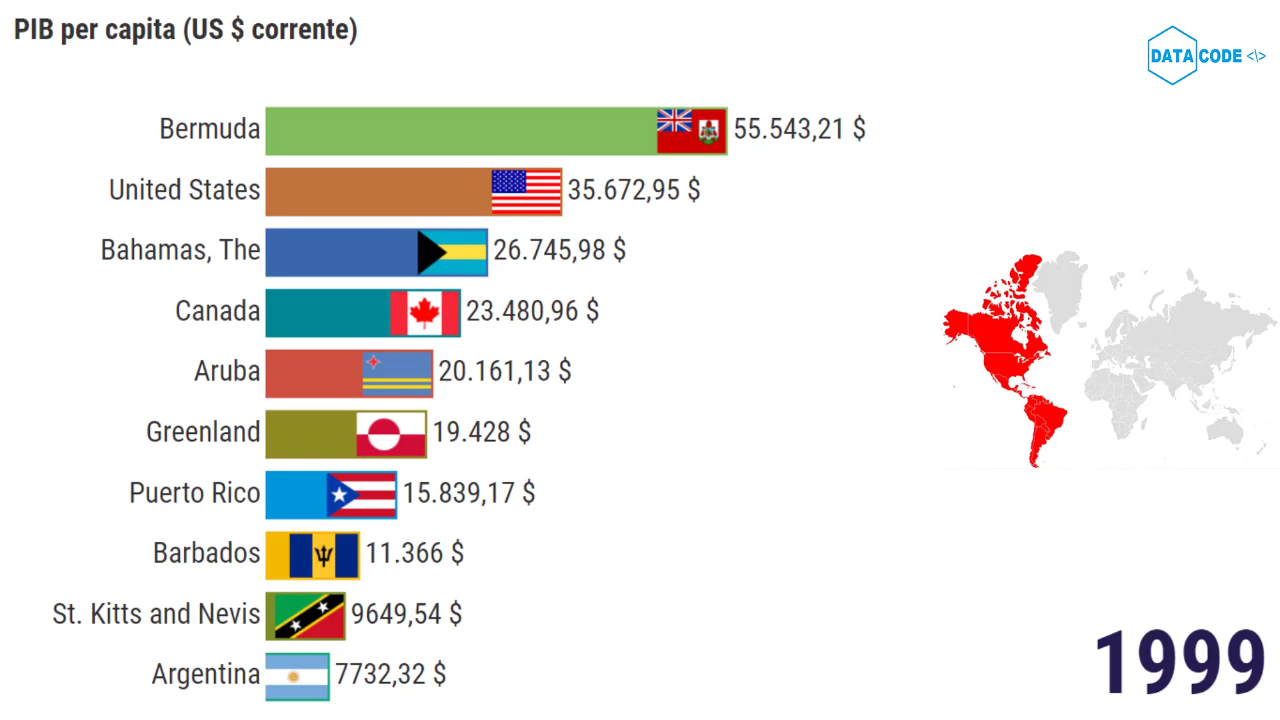 PIB per capita (US $ corrente)
DATA CODE <\>
Bermuda 55.543,21 $
United States 35.672,95 $
Bahamas, The 26.745,98 $
Canada 23.480,96 $
Aruba 20.161,13 $
Greenland 19.428 $
Puerto Rico 15.839,17 $
Barbados 11.366 $
St. Kitts and Nevis 9649,54 $
Argentina 7732,32 $
1999